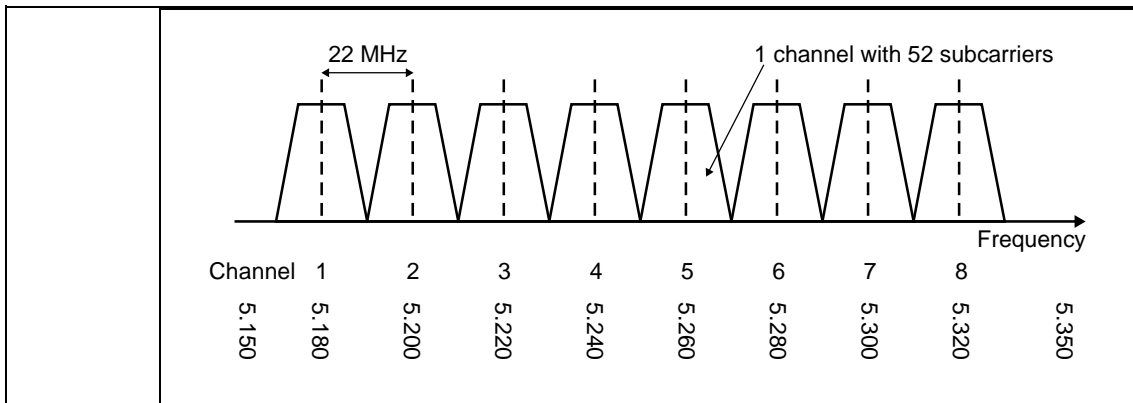 22 MHz
1 channel with 52 subcarriers
Frequency
Channel 1 2 3 4 5 6 7 8
5.150 5.180 5.200 5.220 5.240 5.260 5.280 5.300 5.320 5.350